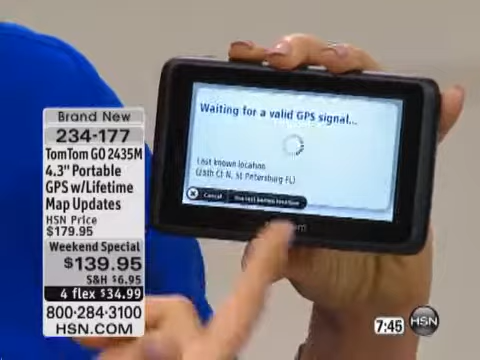 Brand New
234-177
TomTom GO 2435M
4.3" Portable
GPS w/Lifetime
Map Updates
HSN Price
$179.95
Weekend Special
$139.95
S&H $6.95
4 flex $34.99
800-284-3100
HSN.COM
Waiting for a valid GPS signal...
Last known location
Cl N, St Petersburg FL)
Cancel
Use last known location
7:45
HSN